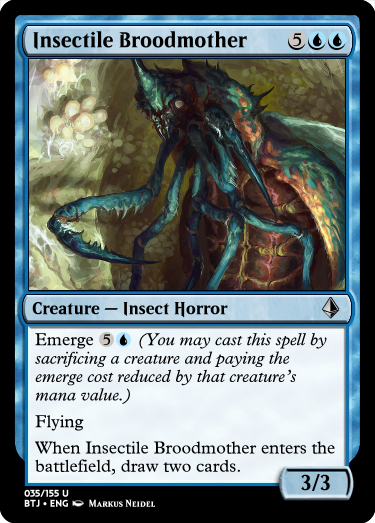 Insectile Broodmother 5UU
Creature — Insect Horror
Emerge 5U (You may cast this spell by
sacrificing a creature and paying the
emerge cost reduced by that creature's
mana value.)
Flying
When Insectile Broodmother enters the
battlefield, draw two cards.
3/3
035/155 U
BTJ • ENG Markus Neidel